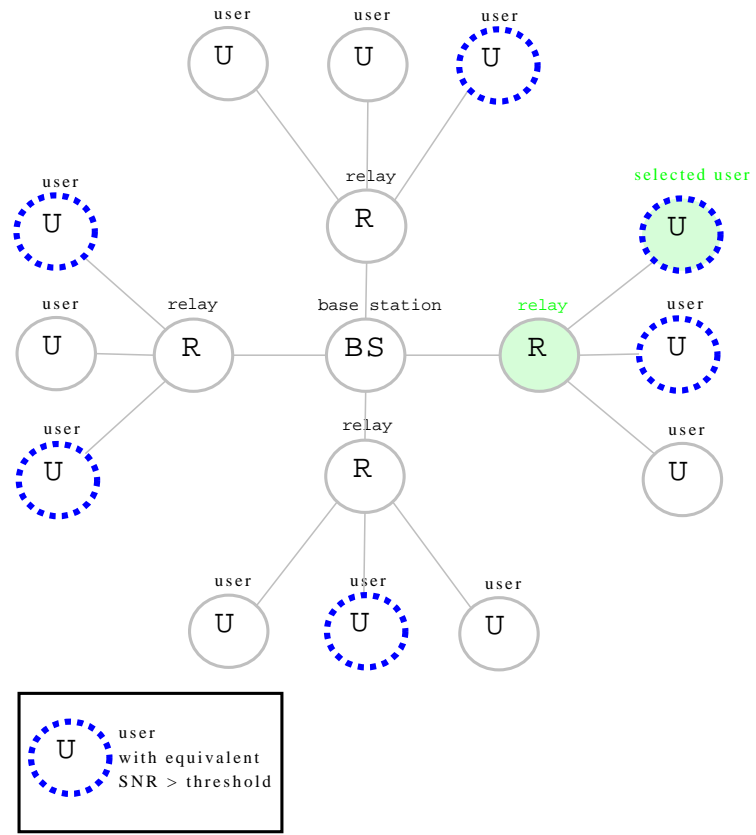 user
user
user
U
U
U
relay
R
selected user
user
U
U
user
relay
base station
relay
user
U
R
BS
R
U
user
relay
user
U
R
U
user
user
user
U
U
U
user
U
with equivalent
SNR > threshold